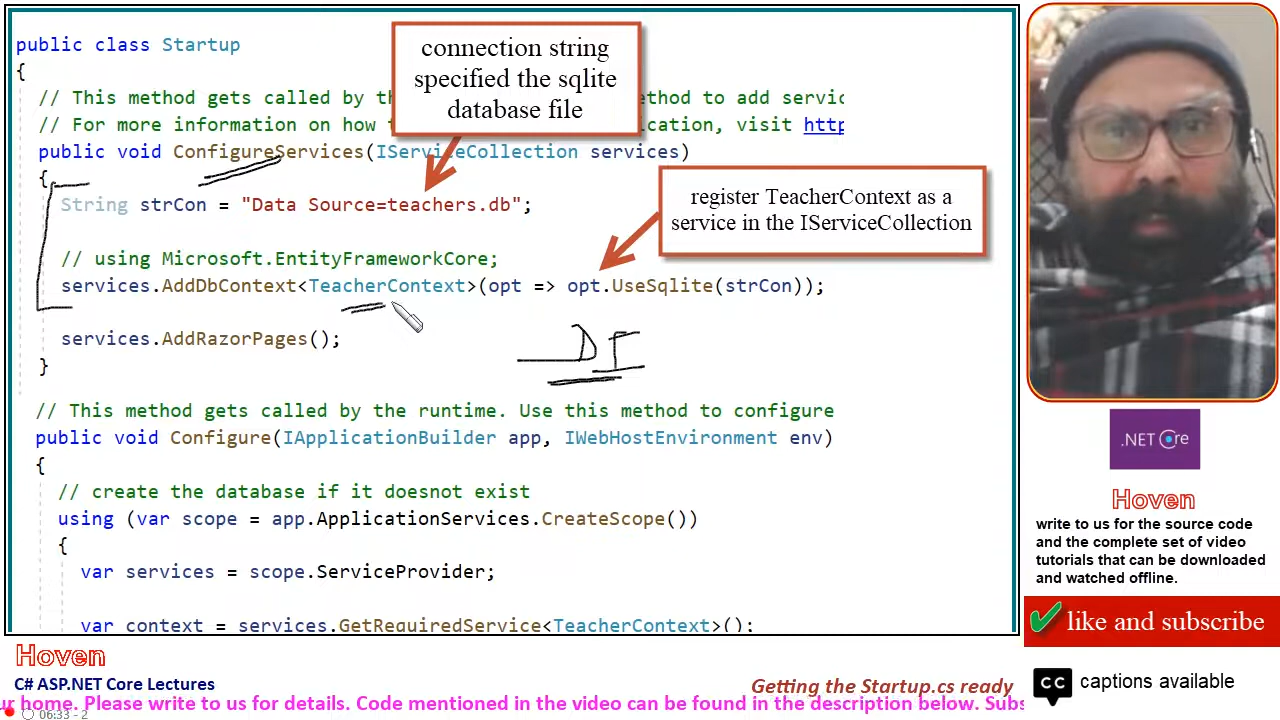 public class Startup
{
// This method gets called by th
ethod to add servic
// For more information on how t
ication, visit http
public void ConfigureServices(IServiceCollection services)
{
String strCon = "Data Source=teachers.db";
// using Microsoft.EntityFrameworkCore;
services.AddDbContext<TeacherContext>(opt => opt.UseSqlite(strCon));
services.AddRazorPages();
}
// This method gets called by the runtime. Use this method to configure
public void Configure(IApplicationBuilder app, IWebHostEnvironment env)
{
// create the database if it doesnot exist
using (var scope = app.ApplicationServices.CreateScope())
{
var services = scope.ServiceProvider;
var context = services.GetRequiredService<TeacherContext>();
connection string
specified the sqlite
database file
register TeacherContext as a
service in the IServiceCollection
DI
.NET Core
Hoven
write to us for the source code
and the complete set of video
tutorials that can be downloaded
and watched offline.
like and subscribe
CC captions available
Hoven
C# ASP.NET Core Lectures
Getting the Startup.cs ready
ur home. Please write to us for details. Code mentioned in the video can be found in the description below. Subs
06:33 - 2